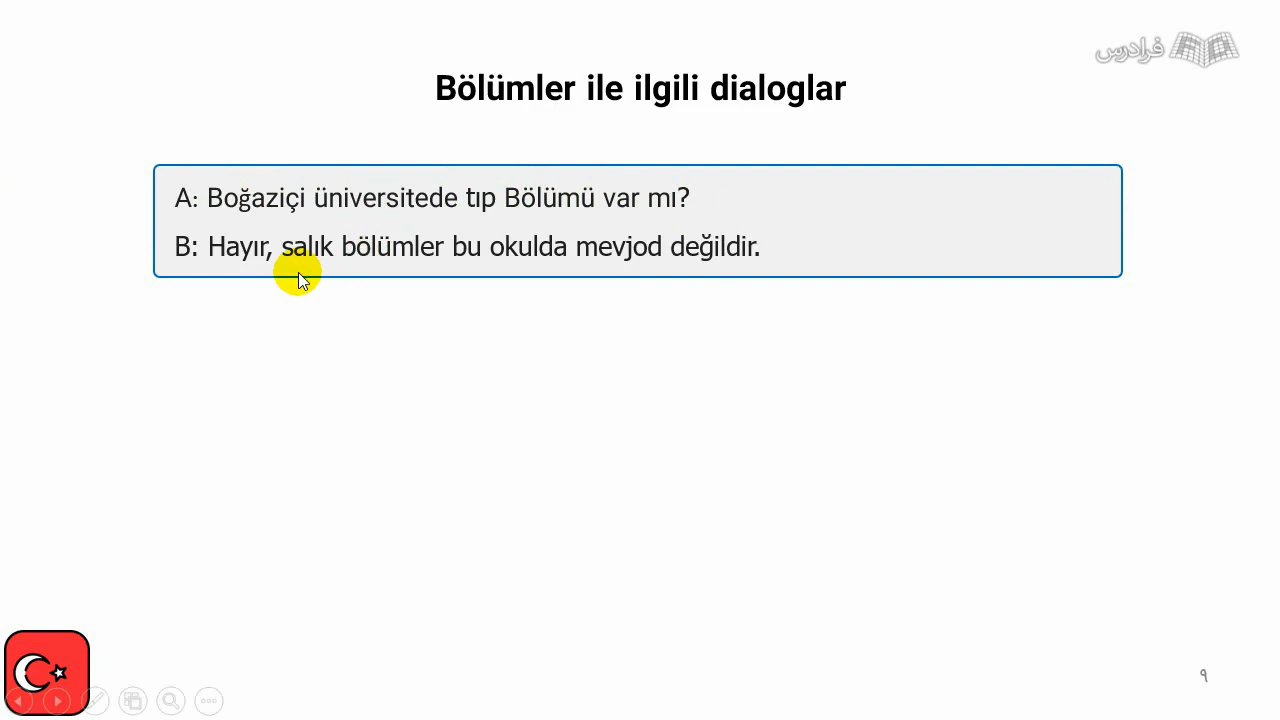 فرادرس
Bölümler ile ilgili dialoglar
A: Boğaziçi üniversitede tıp Bölümü var mı?
B: Hayır, salık bölümler bu okulda mevjod değildir.
۹